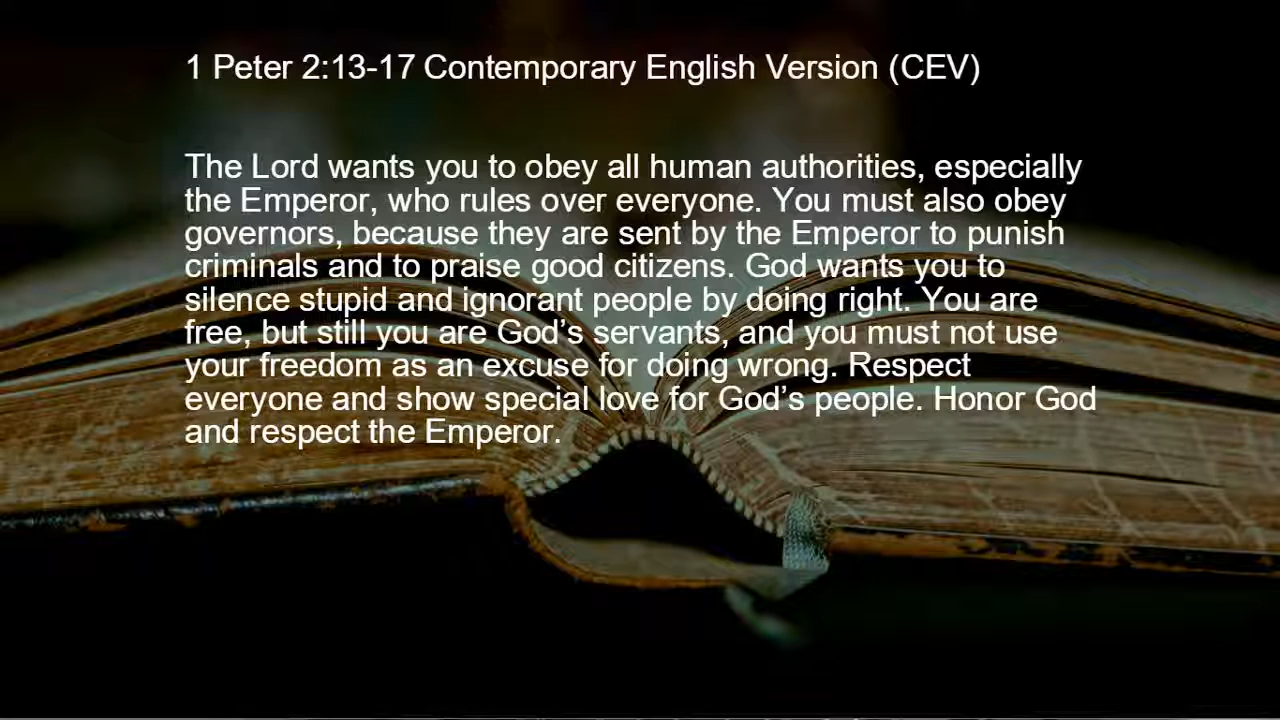 1 Peter 2:13-17 Contemporary English Version (CEV)
The Lord wants you to obey all human authorities, especially
the Emperor, who rules over everyone. You must also obey
governors, because they are sent by the Emperor to punish
criminals and to praise good citizens. God wants you to
silence stupid and ignorant people by doing right. You are
free, but still you are God’s servants, and you must not use
your freedom as an excuse for doing wrong. Respect
everyone and show special love for God’s people. Honor God
and respect the Emperor.